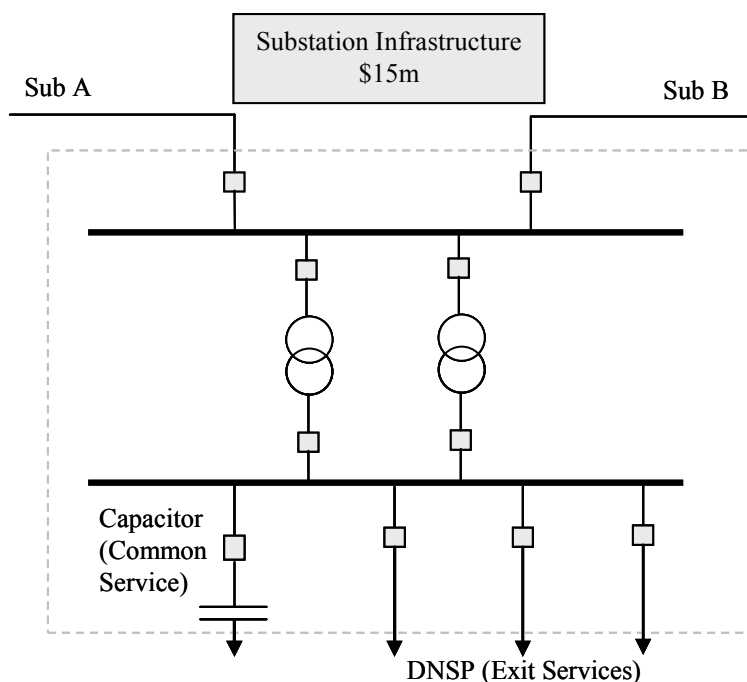 Substation Infrastructure
$15m
Sub A
Sub B
Capacitor
(Common
Service)
DNSP (Exit Services)